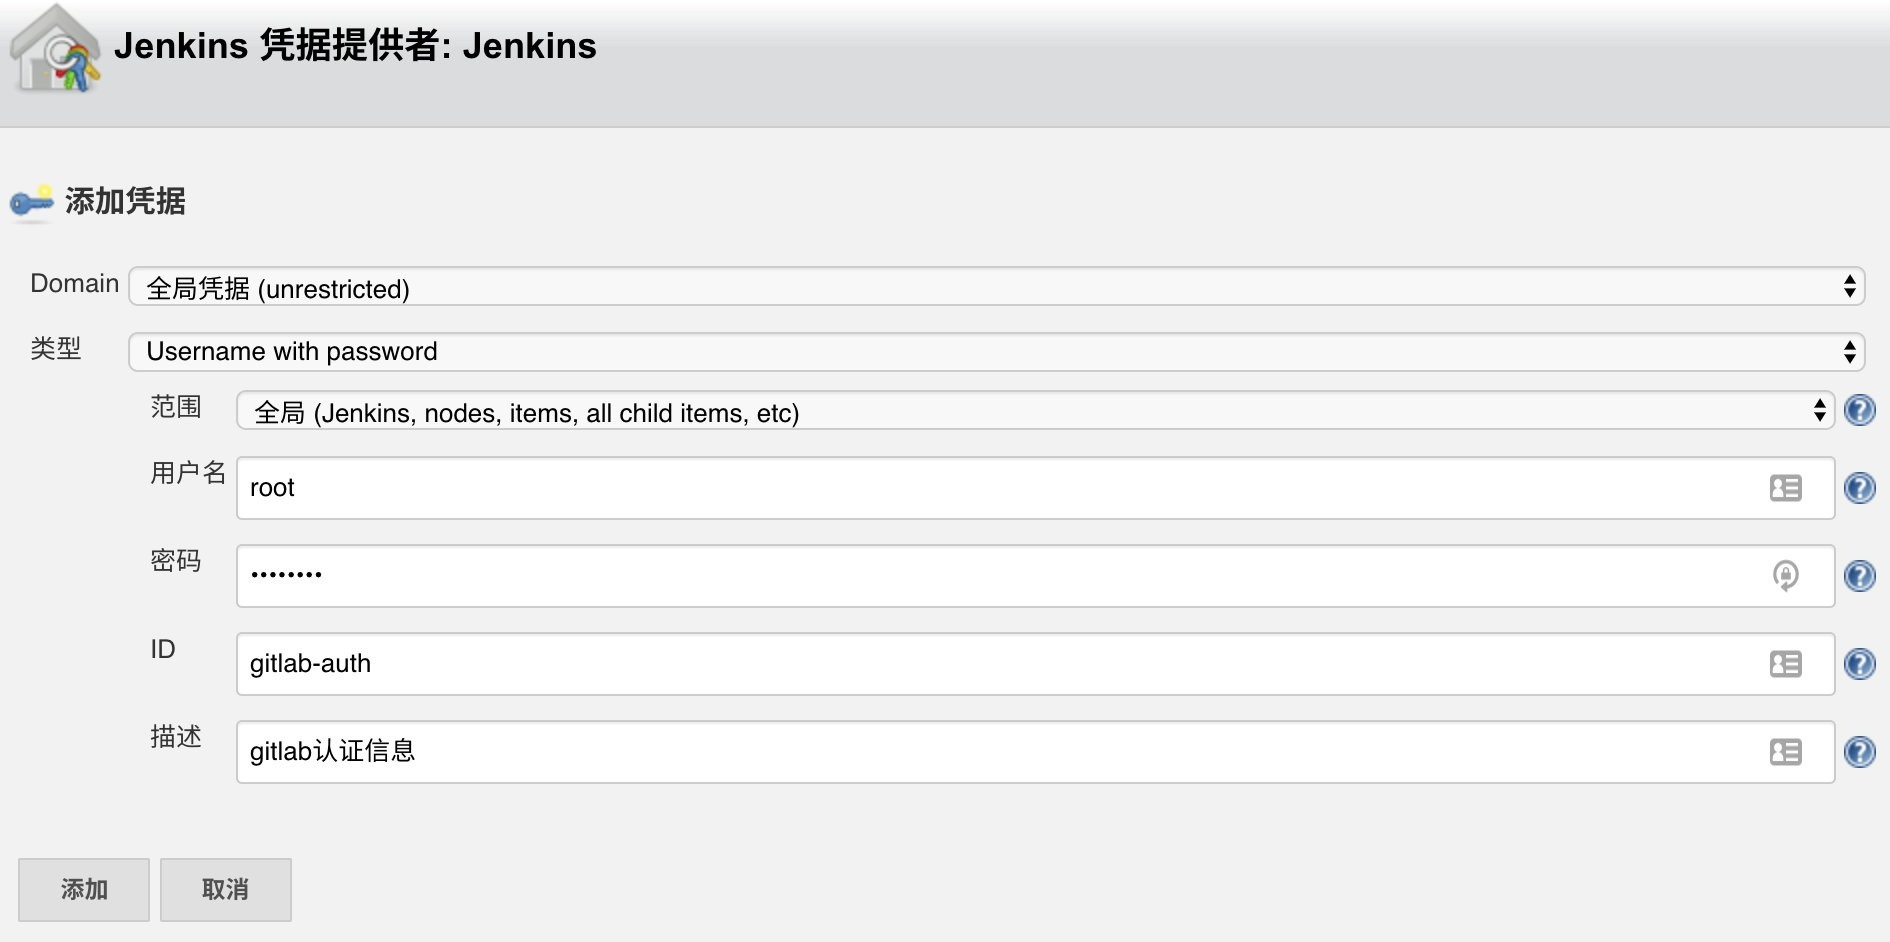 Jenkins 凭据提供者: Jenkins
添加凭据
Domain 全局凭据 (unrestricted)
类型 Username with password
范围 全局 (Jenkins, nodes, items, all child items, etc)
用户名 root
密码 ••••••••
ID gitlab-auth
描述 gitlab认证信息
添加 取消